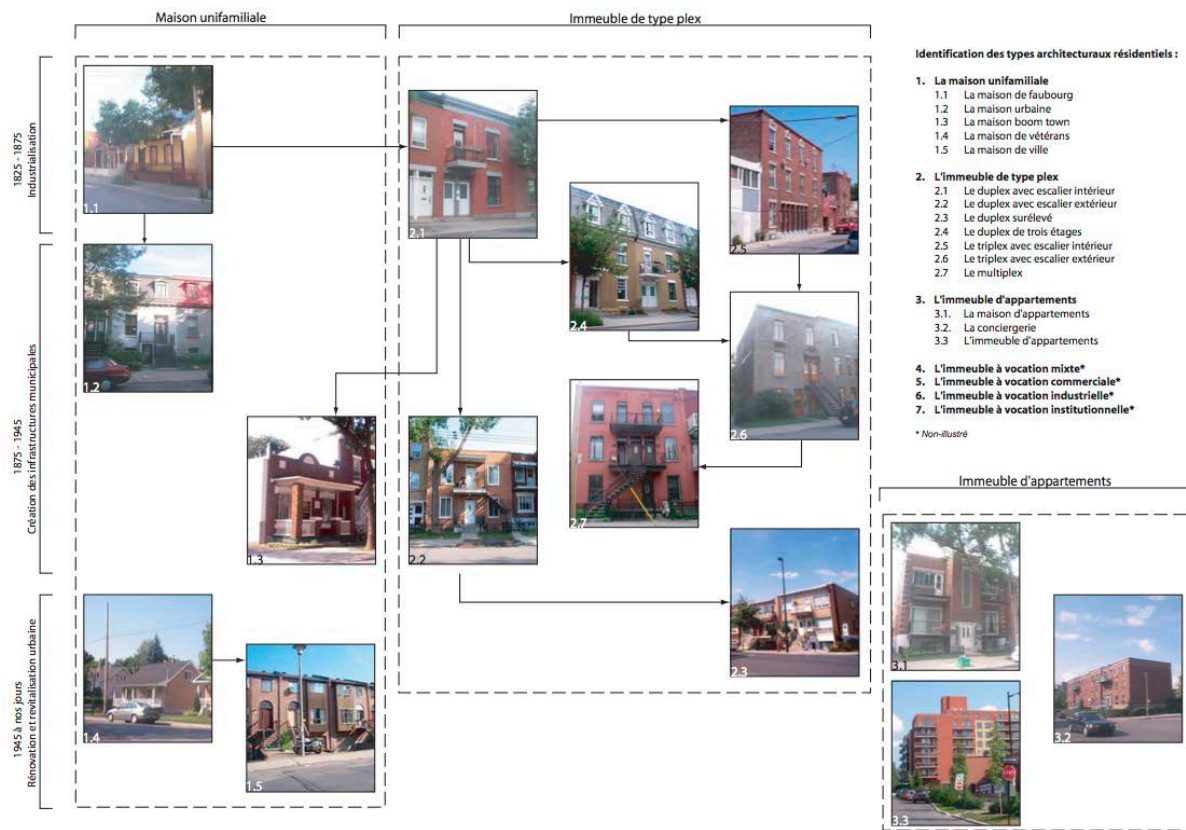 Maison unifamiliale
Immeuble de type plex
1825 - 1875
Industrialisation
1875 - 1945
Création des infrastructures municipales
1945 à nos jours
Rénovation et revitalisation urbaine
1.1
1.2
1.3
1.4
1.5
2.1
2.5
2.4
2.6
2.7
2.2
2.3
Identification des types architecturaux résidentiels :
1. La maison unifamiliale
1.1 La maison de faubourg
1.2 La maison urbaine
1.3 La maison boom town
1.4 La maison de vétérans
1.5 La maison de ville
2. L'immeuble de type plex
2.1 Le duplex avec escalier intérieur
2.2 Le duplex avec escalier extérieur
2.3 Le duplex surélevé
2.4 Le duplex de trois étages
2.5 Le triplex avec escalier intérieur
2.6 Le triplex avec escalier extérieur
2.7 Le multiplex
3. L'immeuble d'appartements
3.1. La maison d'appartements
3.2. La conciergerie
3.3 L'immeuble d'appartements
4. L'immeuble à vocation mixte*
5. L'immeuble à vocation commerciale*
6. L'immeuble à vocation industrielle*
7. L'immeuble à vocation institutionnelle*
* Non-illustré
Immeuble d'appartements
3.1
3.2
3.3